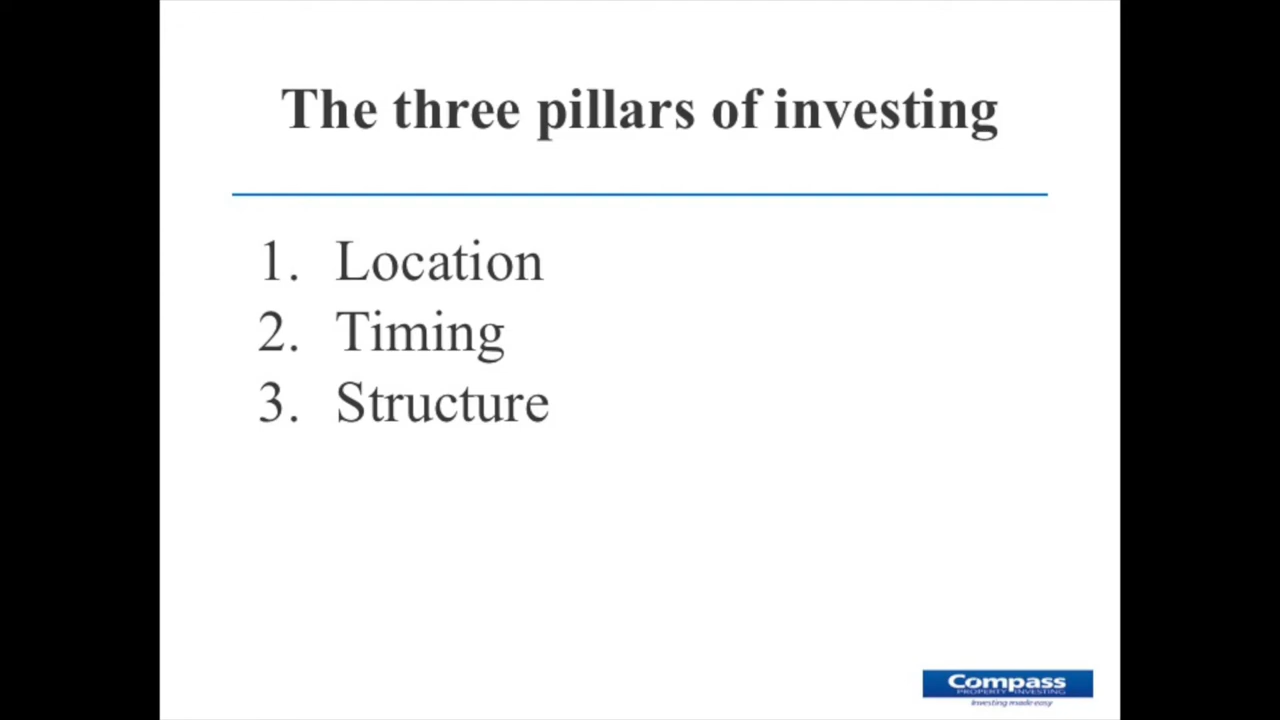 The three pillars of investing
1. Location
2. Timing
3. Structure
Compass
PROPERTY INVESTING
Investing made easy